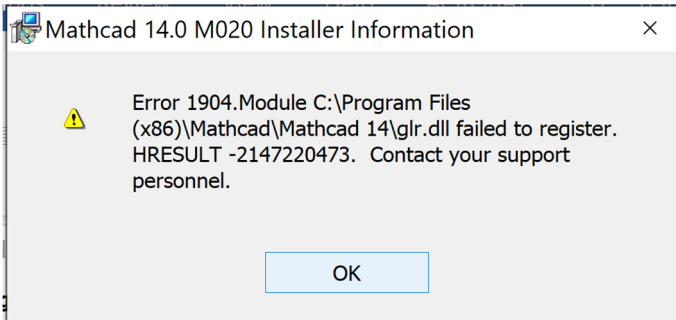 Mathcad 14.0 M020 Installer Information
Error 1904.Module C:\Program Files
(x86)\Mathcad\Mathcad 14\glr.dll failed to register.
HRESULT -2147220473.  Contact your support
personnel.
OK